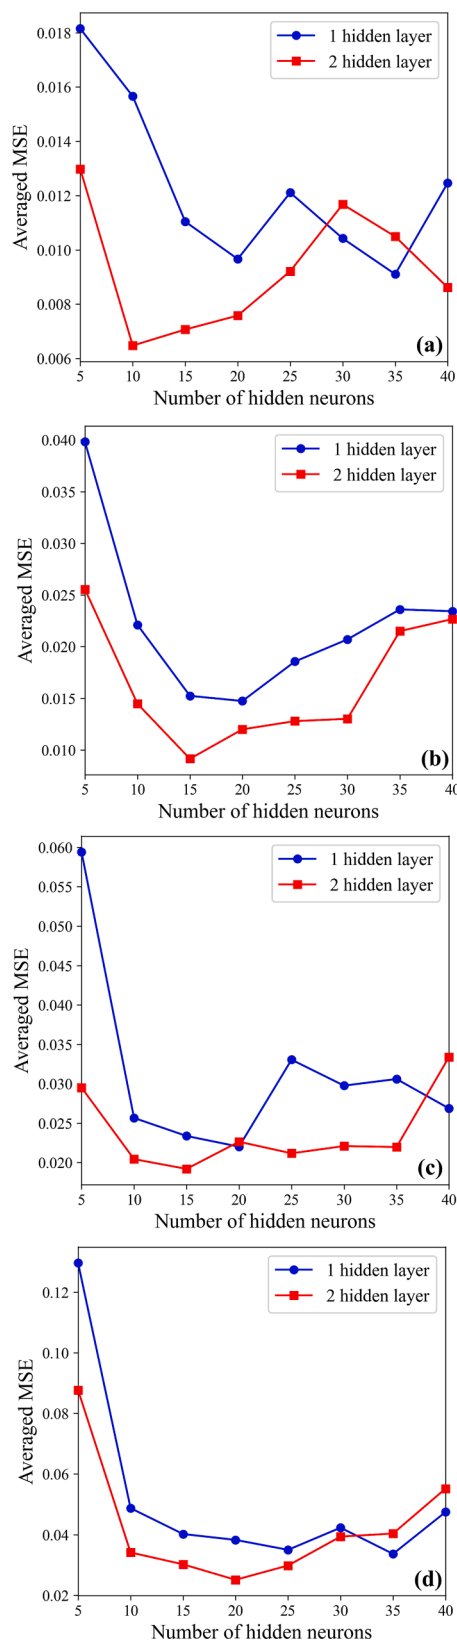 0.018
0.016
0.014
0.012
0.010
0.008
0.006
Averaged MSE
1 hidden layer
2 hidden layer
(a)
5 10 15 20 25 30 35 40
Number of hidden neurons
0.040
0.035
0.030
0.025
0.020
0.015
0.010
Averaged MSE
1 hidden layer
2 hidden layer
(b)
5 10 15 20 25 30 35 40
Number of hidden neurons
0.060
0.055
0.050
0.045
0.040
0.035
0.030
0.025
0.020
Averaged MSE
1 hidden layer
2 hidden layer
(c)
5 10 15 20 25 30 35 40
Number of hidden neurons
0.12
0.10
0.08
0.06
0.04
0.02
Averaged MSE
1 hidden layer
2 hidden layer
(d)
5 10 15 20 25 30 35 40
Number of hidden neurons